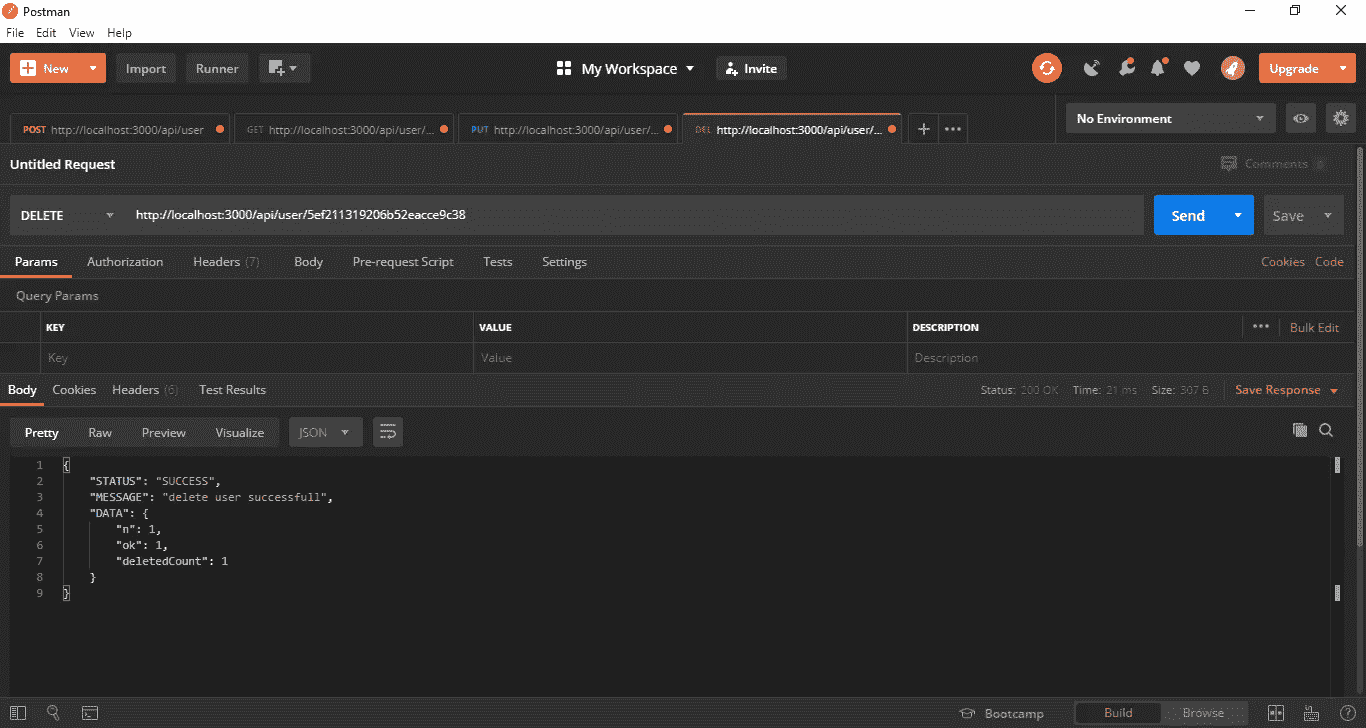 Postman
File Edit View Help
New Import Runner My Workspace Invite Upgrade
POST http://localhost:3000/api/user GET http://localhost:3000/api/user/... PUT http://localhost:3000/api/user/... DEL http://localhost:3000/api/user/... No Environment
Untitled Request Comments 0
DELETE http://localhost:3000/api/user/5ef211319206b52eacce9c38 Send Save
Params Authorization Headers (7) Body Pre-request Script Tests Settings Cookies Code
Query Params
KEY VALUE DESCRIPTION Bulk Edit
Key Value Description
Body Cookies Headers (6) Test Results Status: 200 OK Time: 21 ms Size: 307 B Save Response
Pretty Raw Preview Visualize JSON
1 {
2 "STATUS": "SUCCESS",
3 "MESSAGE": "delete user successfull",
4 "DATA": {
5 "n": 1,
6 "ok": 1,
7 "deletedCount": 1
8 }
9 }
Bootcamp Build Browse